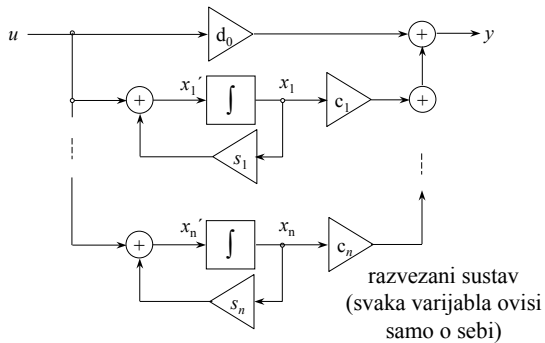 u
d₀
y
x₁´
x₁
c₁
∫
s₁
xₙ´
xₙ
cₙ
∫
sₙ
razvezani sustav
(svaka varijabla ovisi
samo o sebi)